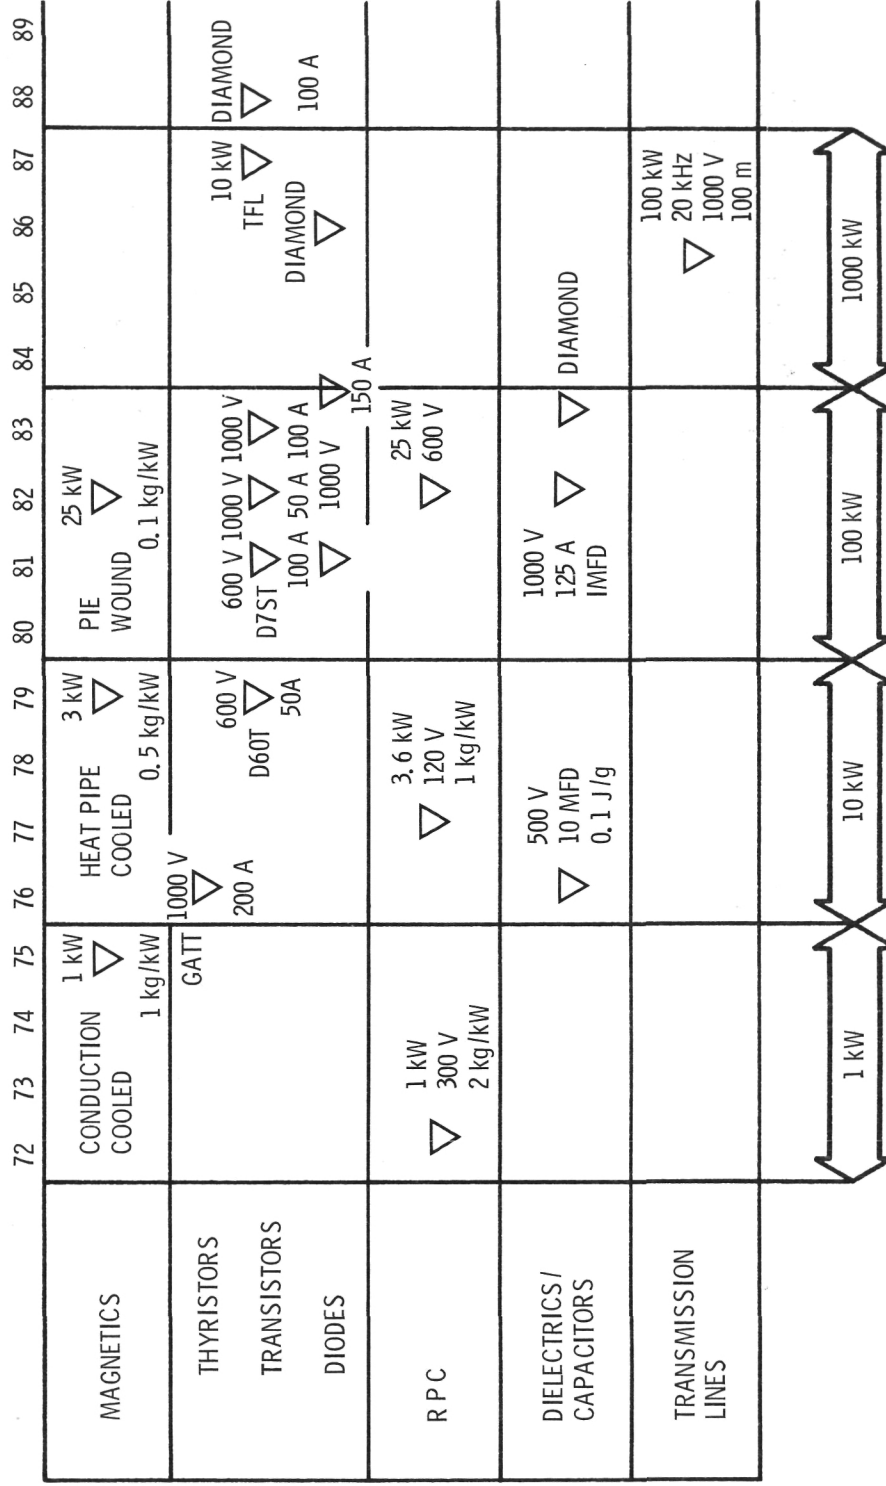 72 73 74 75 76 77 78 79 80 81 82 83 84 85 86 87 88 89
MAGNETICS
CONDUCTION
COOLED
1 kW
1 kg/kW
HEAT PIPE
COOLED
3 kW
0.5 kg/kW
PIE
WOUND
25 kW
0.1 kg/kW
THYRISTORS
TRANSISTORS
DIODES
GATT
1000 V
200 A
D60T
600 V
50A
D7ST
600 V 1000 V 1000 V
100 A 50 A 100 A
1000 V
150 A
DIAMOND
TFL
10 kW
DIAMOND
100 A
RPC
1 kW
300 V
2 kg/kW
3.6 kW
120 V
1 kg/kW
25 kW
600 V
DIELECTRICS/
CAPACITORS
500 V
10 MFD
0.1 J/g
1000 V
125 A
IMFD
DIAMOND
TRANSMISSION
LINES
100 kW
20 kHz
1000 V
100 m
1 kW
10 kW
100 kW
1000 kW